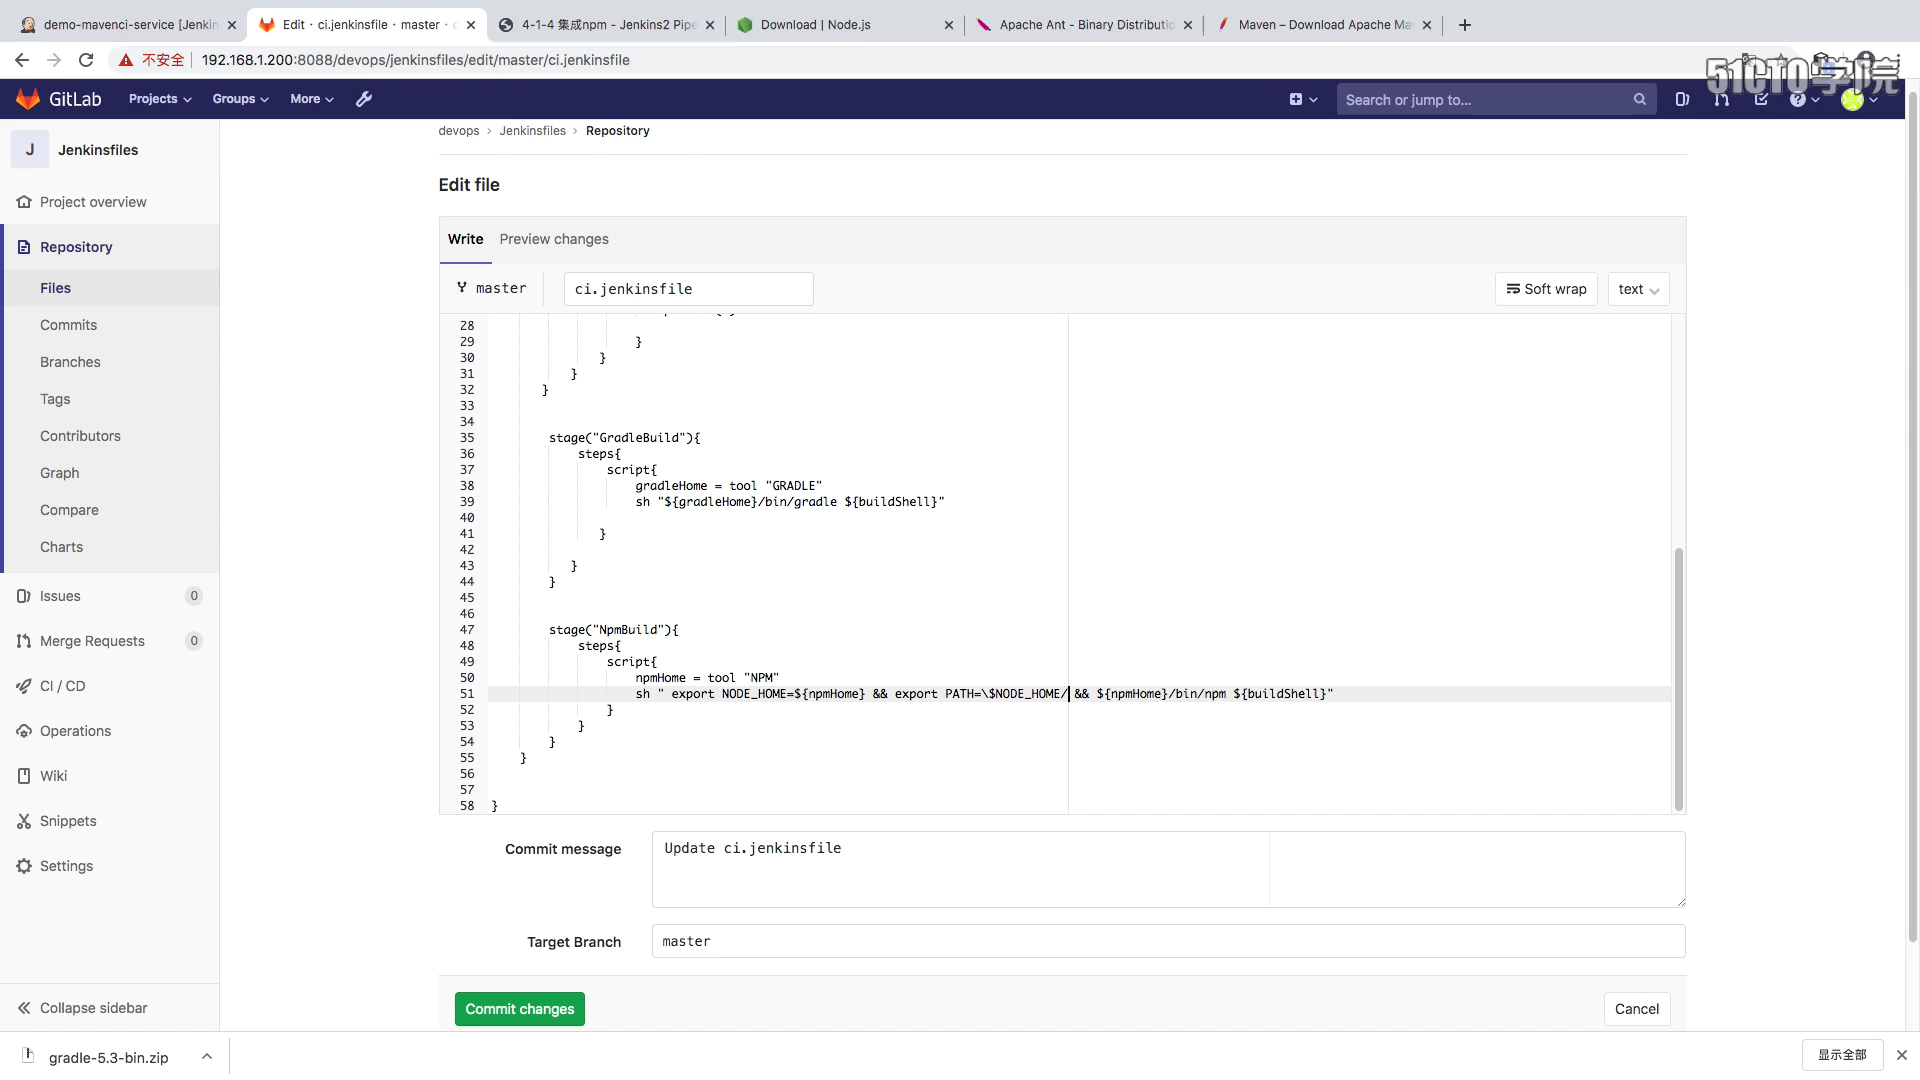 demo-mavenci-service [Jenkin
Edit · ci.jenkinsfile · master ·
4-1-4 集成npm - Jenkins2 Pipe
Download | Node.js
Apache Ant - Binary Distributio
Maven – Download Apache Ma
不安全
192.168.1.200:8088/devops/jenkinsfiles/edit/master/ci.jenkinsfile
51CTO学院
GitLab
Projects
Groups
More
Search or jump to...
J
Jenkinsfiles
devops › Jenkinsfiles › Repository
Project overview
Repository
Files
Commits
Branches
Tags
Contributors
Graph
Compare
Charts
Issues 0
Merge Requests 0
CI / CD
Operations
Wiki
Snippets
Settings
Collapse sidebar
Edit file
Write
Preview changes
master
ci.jenkinsfile
Soft wrap
text
28
29 }
30 }
31 }
32 }
33
34
35 stage("GradleBuild"){
36 steps{
37 script{
38 gradleHome = tool "GRADLE"
39 sh "${gradleHome}/bin/gradle ${buildShell}"
40
41 }
42
43 }
44 }
45
46
47 stage("NpmBuild"){
48 steps{
49 script{
50 npmHome = tool "NPM"
51 sh " export NODE_HOME=${npmHome} && export PATH=\$NODE_HOME/ && ${npmHome}/bin/npm ${buildShell}"
52 }
53 }
54 }
55 }
56
57
58 }
Commit message
Update ci.jenkinsfile
Target Branch
master
Commit changes
Cancel
gradle-5.3-bin.zip
显示全部